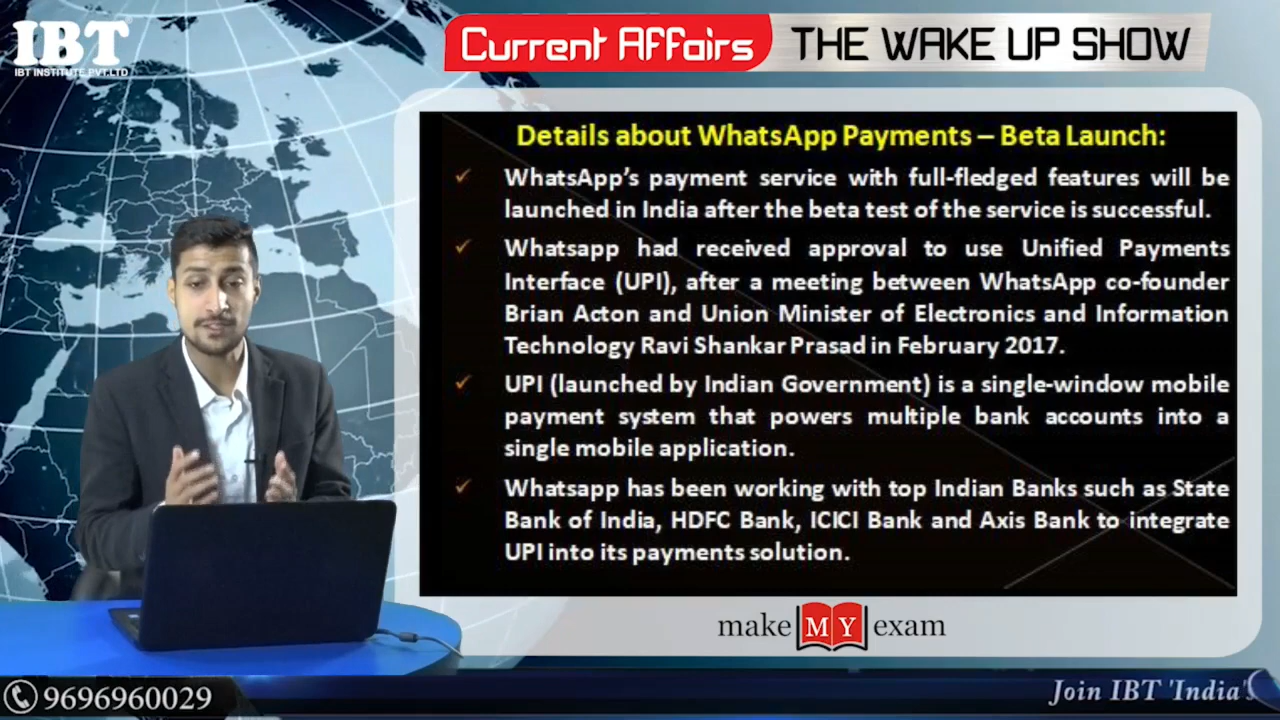 IBT
IBT INSTITUTE PVT.LTD
Current Affairs THE WAKE UP SHOW
Details about WhatsApp Payments – Beta Launch:
✓ WhatsApp's payment service with full-fledged features will be
launched in India after the beta test of the service is successful.
✓ Whatsapp had received approval to use Unified Payments
Interface (UPI), after a meeting between WhatsApp co-founder
Brian Acton and Union Minister of Electronics and Information
Technology Ravi Shankar Prasad in February 2017.
✓ UPI (launched by Indian Government) is a single-window mobile
payment system that powers multiple bank accounts into a
single mobile application.
✓ Whatsapp has been working with top Indian Banks such as State
Bank of India, HDFC Bank, ICICI Bank and Axis Bank to integrate
UPI into its payments solution.
make MY exam
9696960029
Join IBT 'India's